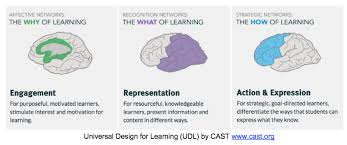 AFFECTIVE NETWORKS:
THE WHY OF LEARNING
Engagement
For purposeful, motivated learners,
stimulate interest and motivation for
learning.
RECOGNITION NETWORKS:
THE WHAT OF LEARNING
Representation
For resourceful, knowledgeable
learners, present information and
content in different ways.
STRATEGIC NETWORKS:
THE HOW OF LEARNING
Action & Expression
For strategic, goal-directed learners,
differentiate the ways that students can
express what they know.
Universal Design for Learning (UDL) by CAST www.cast.org